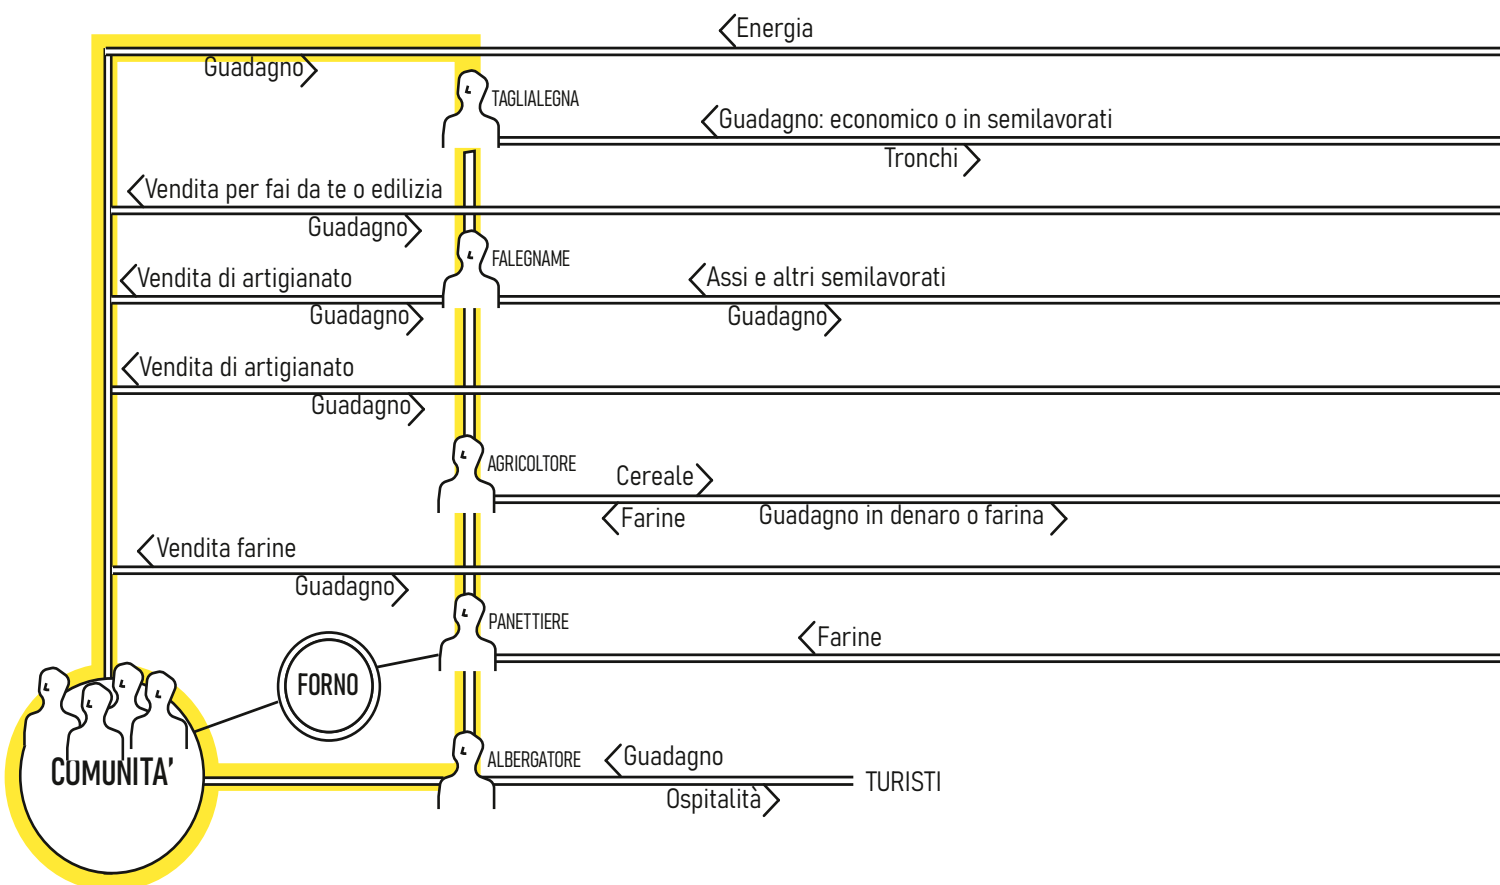 Energia
Guadagno
TAGLIALEGNA
Guadagno: economico o in semilavorati
Tronchi
Vendita per fai da te o edilizia
Guadagno
FALEGNAME
Vendita di artigianato
Assi e altri semilavorati
Guadagno
Guadagno
Vendita di artigianato
Guadagno
AGRICOLTORE
Cereale
Farine
Guadagno in denaro o farina
Vendita farine
Guadagno
PANETTIERE
Farine
FORNO
COMUNITA'
ALBERGATORE
Guadagno
TURISTI
Ospitalità